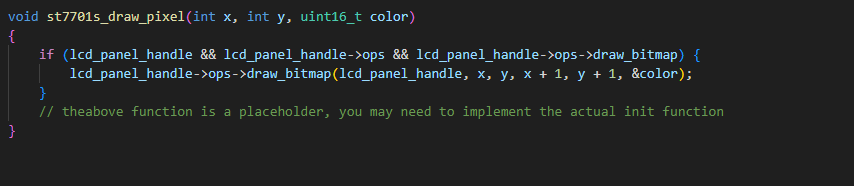 void st7701s_draw_pixel(int x, int y, uint16_t color)
{
    if (lcd_panel_handle && lcd_panel_handle->ops && lcd_panel_handle->ops->draw_bitmap) {
        lcd_panel_handle->ops->draw_bitmap(lcd_panel_handle, x, y, x + 1, y + 1, &color);
    }
    // theabove function is a placeholder, you may need to implement the actual init function
}